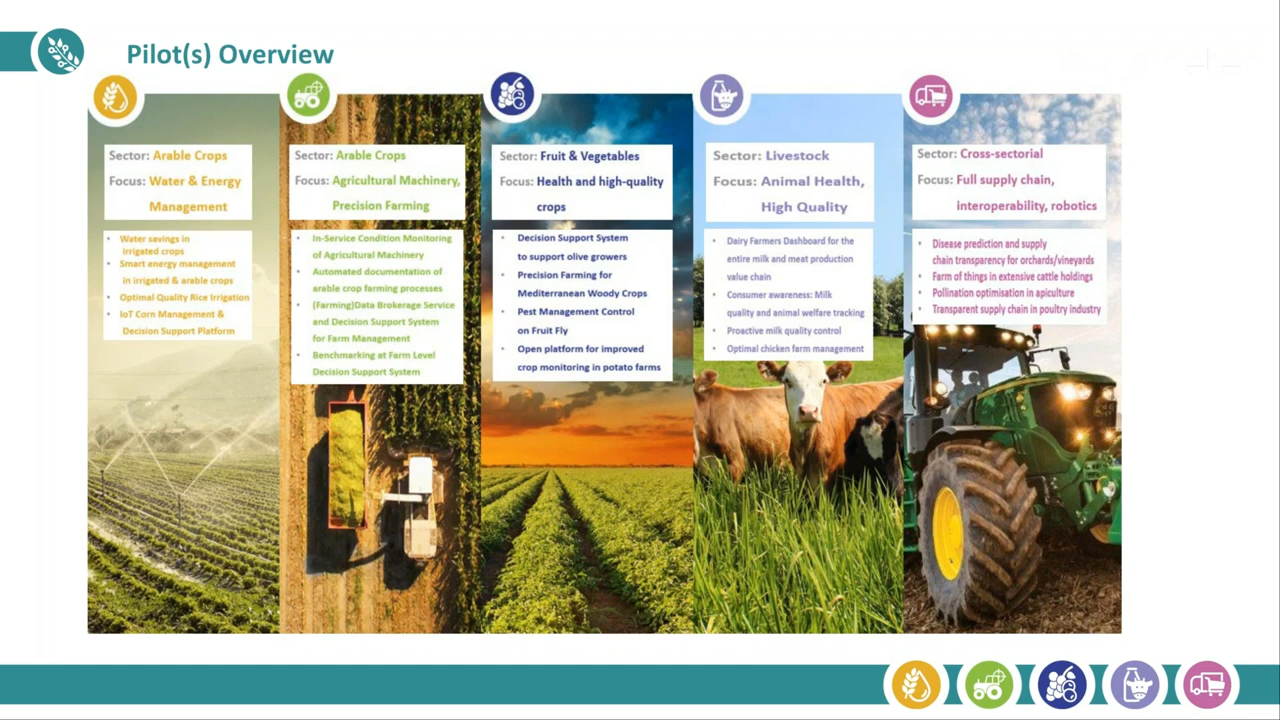 Pilot(s) Overview
Sector: Arable Crops
Focus: Water & Energy
Management
• Water savings in
irrigated crops
• Smart energy management
in irrigated & arable crops
• Optimal Quality Rice Irrigation
• IoT Corn Management &
Decision Support Platform
Sector: Arable Crops
Focus: Agricultural Machinery,
Precision Farming
• In-Service Condition Monitoring
of Agricultural Machinery
• Automated documentation of
arable crop farming processes
• (Farming)Data Brokerage Service
and Decision Support System
for Farm Management
• Benchmarking at Farm Level
Decision Support System
Sector: Fruit & Vegetables
Focus: Health and high-quality
crops
• Decision Support System
to support olive growers
• Precision Farming for
Mediterranean Woody Crops
• Pest Management Control
on Fruit Fly
• Open platform for improved
crop monitoring in potato farms
Sector: Livestock
Focus: Animal Health,
High Quality
• Dairy Farmers Dashboard for the
entire milk and meat production
value chain
• Consumer awareness: Milk
quality and animal welfare tracking
• Proactive milk quality control
• Optimal chicken farm management
Sector: Cross-sectorial
Focus: Full supply chain,
interoperability, robotics
• Disease prediction and supply
chain transparency for orchards/vineyards
• Farm of things in extensive cattle holdings
• Pollination optimisation in apiculture
• Transparent supply chain in poultry industry